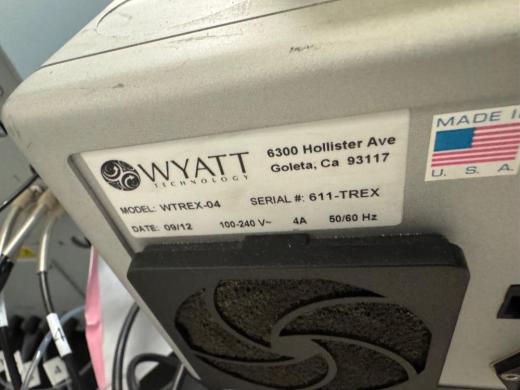 WYATT
TECHNOLOGY
6300 Hollister Ave
Goleta, Ca 93117
MODEL: WTREX-04 SERIAL #: 611-TREX
DATE: 09/12 100-240 V~ 4A 50/60 Hz
MADE I
U. S. A.